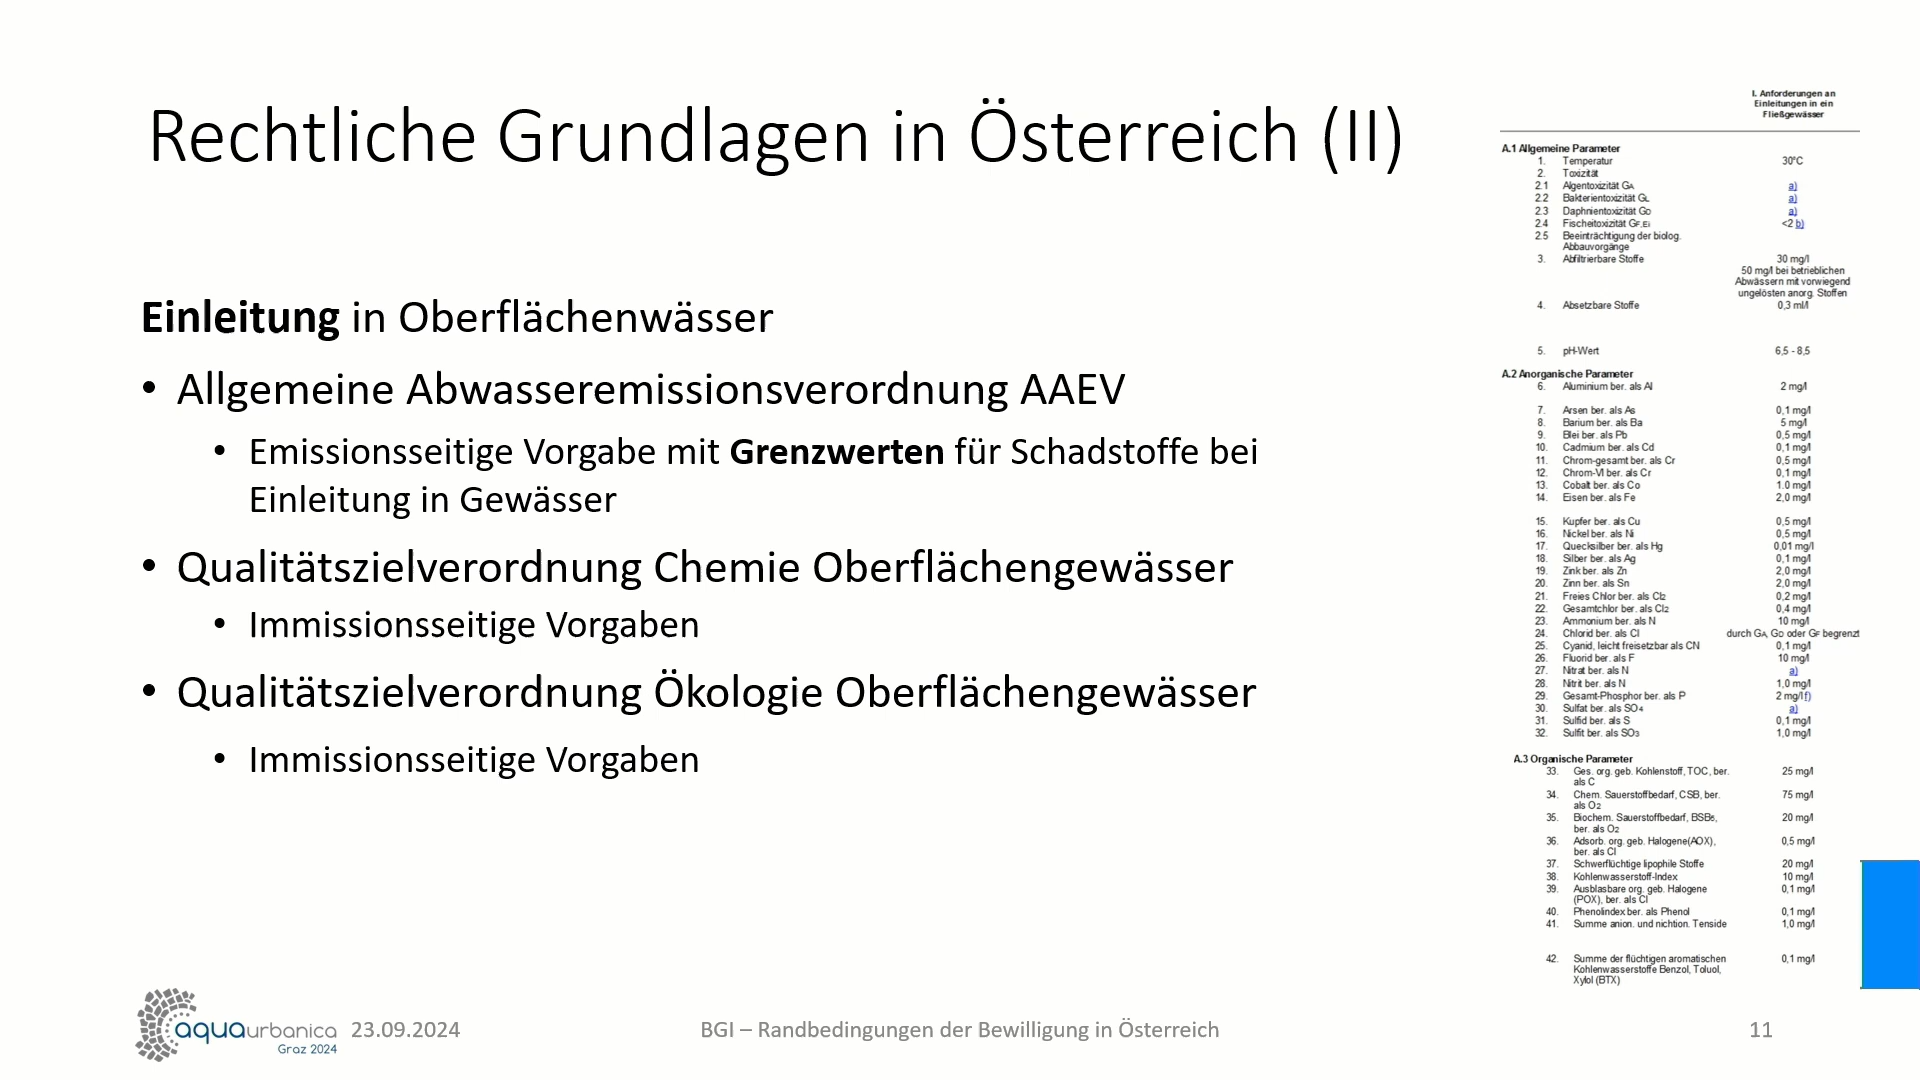 Rechtliche Grundlagen in Österreich (II)
Einleitung in Oberflächenwässer
• Allgemeine Abwasseremissionsverordnung AAEV
• Emissionsseitige Vorgabe mit Grenzwerten für Schadstoffe bei
Einleitung in Gewässer
• Qualitätszielverordnung Chemie Oberflächengewässer
• Immissionsseitige Vorgaben
• Qualitätszielverordnung Ökologie Oberflächengewässer
• Immissionsseitige Vorgaben
I. Anforderungen an
Einleitungen in ein
Fließgewässer
A.1 Allgemeine Parameter
1. Temperatur 30°C
2. Toxizität
2.1 Algentoxizität GA a)
2.2 Bakterientoxizität GL a)
2.3 Daphnientoxizität GD a)
2.4 Fischeitoxizität GF,Ei <2 b)
2.5 Beeinträchtigung der biolog.
Abbauvorgänge
3. Abfiltrierbare Stoffe 30 mg/l
50 mg/l bei betrieblichen
Abwässern mit vorwiegend
ungelösten anorg. Stoffen
4. Absetzbare Stoffe 0,3 ml/l
5. pH-Wert 6,5 - 8,5
A.2 Anorganische Parameter
6. Aluminium ber. als Al 2 mg/l
7. Arsen ber. als As 0,1 mg/l
8. Barium ber. als Ba 5 mg/l
9. Blei ber. als Pb 0,5 mg/l
10. Cadmium ber. als Cd 0,1 mg/l
11. Chrom-gesamt ber. als Cr 0,5 mg/l
12. Chrom-VI ber. als Cr 0,1 mg/l
13. Cobalt ber. als Co 1.0 mg/l
14. Eisen ber. als Fe 2,0 mg/l
15. Kupfer ber. als Cu 0,5 mg/l
16. Nickel ber. als Ni 0,5 mg/l
17. Quecksilber ber. als Hg 0,01 mg/l
18. Silber ber. als Ag 0,1 mg/l
19. Zink ber. als Zn 2,0 mg/l
20. Zinn ber. als Sn 2,0 mg/l
21. Freies Chlor ber. als Cl2 0,2 mg/l
22. Gesamtchlor ber. als Cl2 0,4 mg/l
23. Ammonium ber. als N 10 mg/l
24. Chlorid ber. als Cl durch GA, GD oder GF begrenzt
25. Cyanid, leicht freisetzbar als CN 0,1 mg/l
26. Fluorid ber. als F 10 mg/l
27. Nitrat ber. als N a)
28. Nitrit ber. als N 1,0 mg/l
29. Gesamt-Phosphor ber. als P 2 mg/l f)
30. Sulfat ber. als SO4 a)
31. Sulfid ber. als S 0,1 mg/l
32. Sulfit ber. als SO3 1,0 mg/l
A.3 Organische Parameter
33. Ges. org. geb. Kohlenstoff, TOC, ber. 25 mg/l
als C
34. Chem. Sauerstoffbedarf, CSB, ber. 75 mg/l
als O2
35. Biochem. Sauerstoffbedarf, BSB5, 20 mg/l
ber. als O2
36. Adsorb. org. geb. Halogene(AOX), 0,5 mg/l
ber. als Cl
37. Schwerflüchtige lipophile Stoffe 20 mg/l
38. Kohlenwasserstoff-Index 10 mg/l
39. Ausblasbare org. geb. Halogene 0,1 mg/l
(POX), ber. als Cl
40. Phenolindex ber. als Phenol 0,1 mg/l
41. Summe anion. und nichtion. Tenside 1,0 mg/l
42. Summe der flüchtigen aromatischen 0,1 mg/l
Kohlenwasserstoffe Benzol, Toluol,
Xylol (BTX)
aquaurbanica
Graz 2024
23.09.2024
BGI – Randbedingungen der Bewilligung in Österreich
11